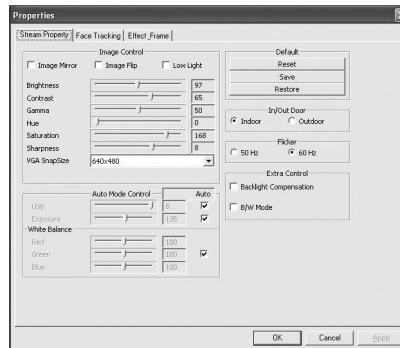 Properties
Stream Property Face Tracking Effect_Frame
Image Control
Image Mirror Image Flip Low Light
Brightness 97
Contrast 65
Gamma 50
Hue 0
Saturation 168
Sharpness 8
VGA SnapSize 640x480
Auto Mode Control Auto
USB 8
Exposure 135
White Balance
Red 100
Green 100
Blue 100
Default
Reset
Save
Restore
In/Out Door
Indoor Outdoor
Flicker
50 Hz 60 Hz
Extra Control
Backlight Compensation
B/W Mode
OK Cancel Apply